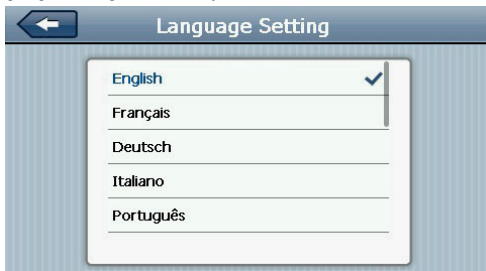 Language Setting
English
Français
Deutsch
Italiano
Português